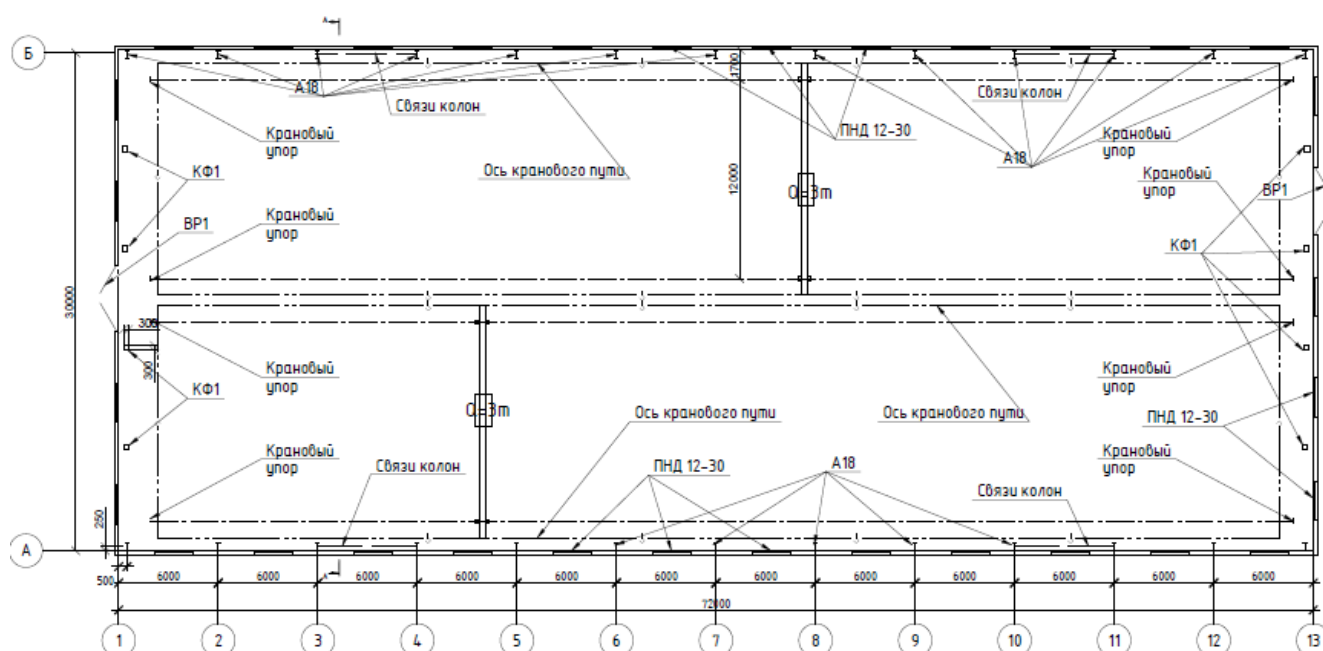 А
Б
А18
Связи колон
Крановый
упор
КФ1
ВР1
Крановый
упор
Ось кранового пути
1700
12000
ПНД 12-30
Q=3т
Связи колон
А18
Крановый
упор
Крановый
упор
ВР1
КФ1
30000
300
300
КФ1
Крановый
упор
Крановый
упор
Связи колон
Q=3т
Ось кранового пути
ПНД 12-30
А18
Ось кранового пути
Крановый
упор
ПНД 12-30
Крановый
упор
Связи колон
250
А
А
500
6000
6000
6000
6000
6000
6000
6000
6000
6000
6000
6000
6000
72000
1
2
3
4
5
6
7
8
9
10
11
12
13